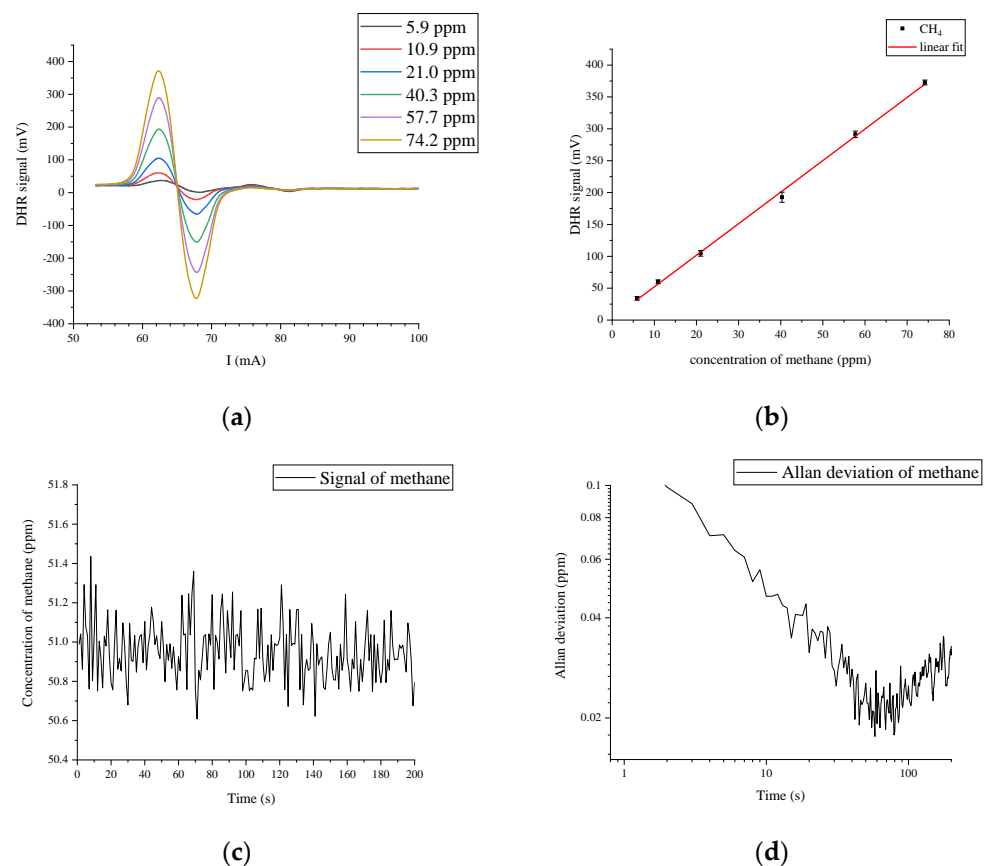 5.9 ppm
10.9 ppm
21.0 ppm
40.3 ppm
57.7 ppm
74.2 ppm
400
300
200
100
0
-100
-200
-300
-400
DHR signal (mV)
50 60 70 80 90 100
I (mA)
(a)
CH₄
linear fit
425
400
350
300
250
200
150
100
50
0
DHR signal (mV)
0 10 20 30 40 50 60 70 80
concentration of methane (ppm)
(b)
Signal of methane
51.8
51.6
51.4
51.2
51.0
50.8
50.6
50.4
Concentration of methane (ppm)
0 20 40 60 80 100 120 140 160 180 200
Time (s)
(c)
Allan deviation of methane
0.1
0.08
0.06
0.04
0.02
Allan deviation (ppm)
1 10 100
Time (s)
(d)